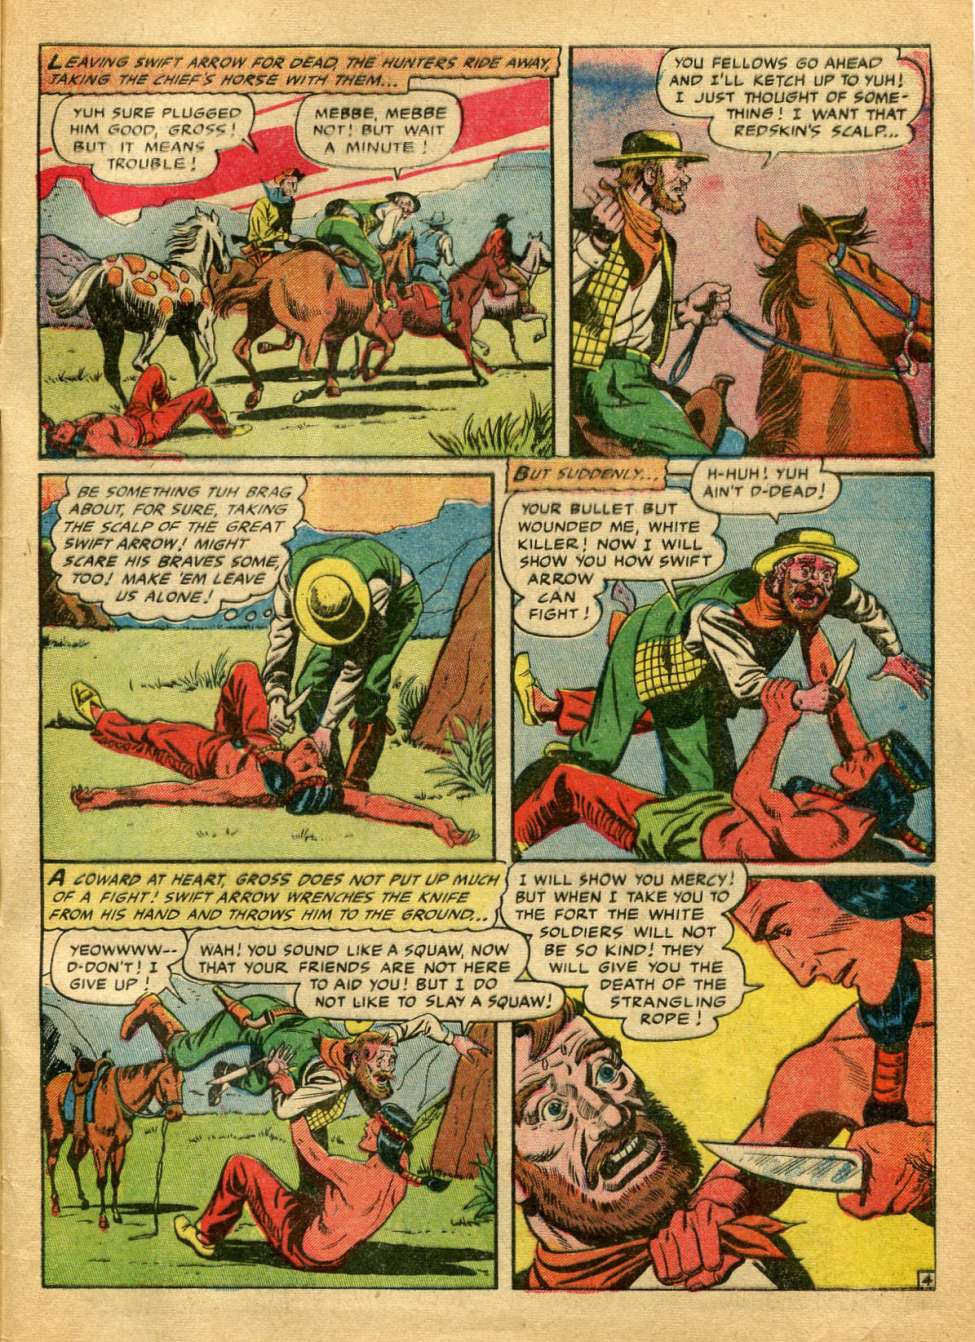 LEAVING SWIFT ARROW FOR DEAD, THE HUNTERS RIDE AWAY,
TAKING THE CHIEF'S HORSE WITH THEM...
YUH SURE PLUGGED
HIM GOOD, GROSS!
BUT IT MEANS
TROUBLE!
MEBBE, MEBBE
NOT! BUT WAIT
A MINUTE!
YOU FELLOWS GO AHEAD
AND I'LL KETCH UP TO YUH!
I JUST THOUGHT OF SOME-
THING! I WANT THAT
REDSKIN'S SCALP...
BE SOMETHING TUH BRAG
ABOUT, FOR SURE, TAKING
THE SCALP OF THE GREAT
SWIFT ARROW! MIGHT
SCARE HIS BRAVES SOME,
TOO! MAKE 'EM LEAVE
US ALONE!
BUT SUDDENLY...
H-HUH! YUH
AIN'T D-DEAD!
YOUR BULLET BUT
WOUNDED ME, WHITE
KILLER! NOW I WILL
SHOW YOU HOW SWIFT
ARROW
CAN
FIGHT!
A COWARD AT HEART, GROSS DOES NOT PUT UP MUCH
OF A FIGHT! SWIFT ARROW WRENCHES THE KNIFE
FROM HIS HAND AND THROWS HIM TO THE GROUND...
YEOWWWW--
D-DON'T! I
GIVE UP!
WAH! YOU SOUND LIKE A SQUAW, NOW
THAT YOUR FRIENDS ARE NOT HERE
TO AID YOU! BUT I DO
NOT LIKE TO SLAY A SQUAW!
I WILL SHOW YOU MERCY!
BUT WHEN I TAKE YOU TO
THE FORT THE WHITE
SOLDIERS WILL NOT
BE SO KIND! THEY
WILL GIVE YOU THE
DEATH OF THE
STRANGLING
ROPE!
4